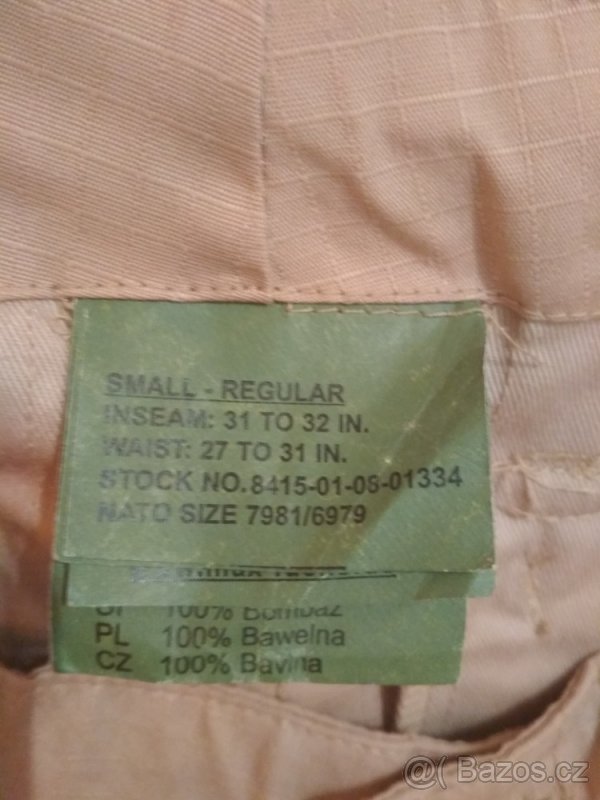 SMALL - REGULAR
INSEAM: 31 TO 32 IN.
WAIST: 27 TO 31 IN.
STOCK NO. 8415-01-08-01334
NATO SIZE 7981/6979
100% Bombaz
PL 100% Bawelna
CZ 100% Bavlna
@( Bazos.cz